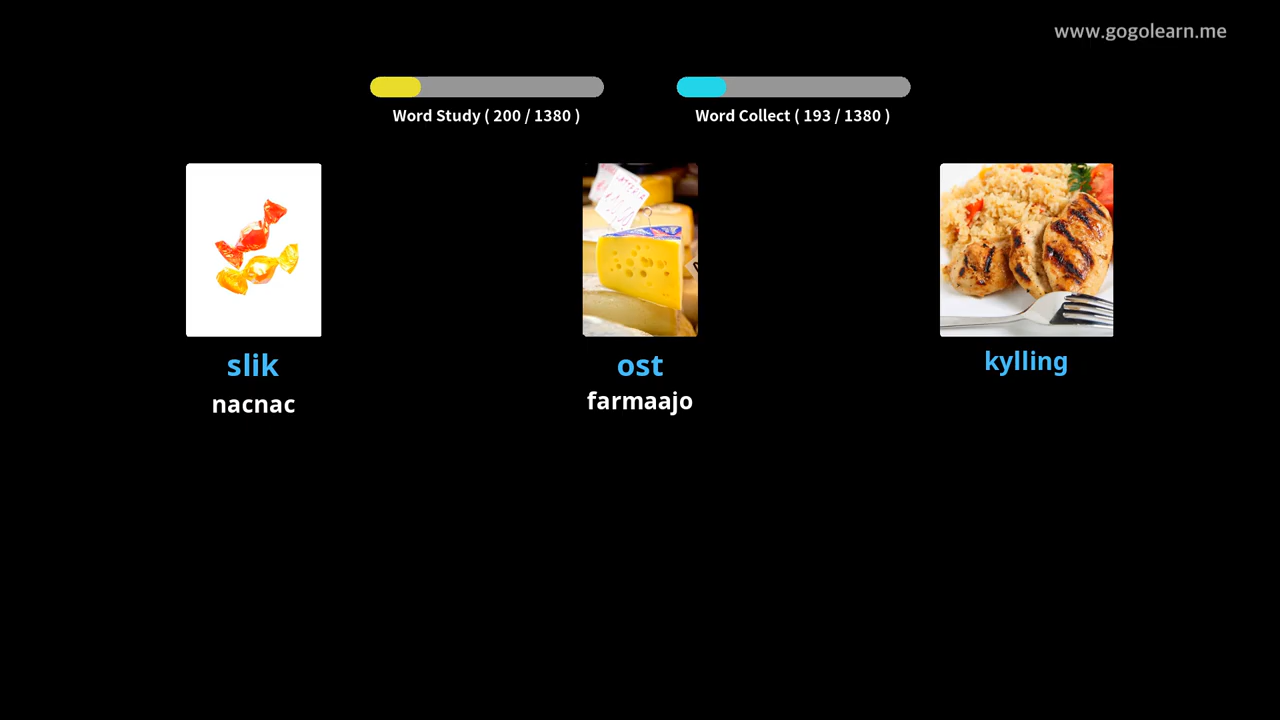 www.gogolearn.me
Word Study ( 200 / 1380 )
Word Collect ( 193 / 1380 )
slik
ost
kylling
nacnac
farmaajo